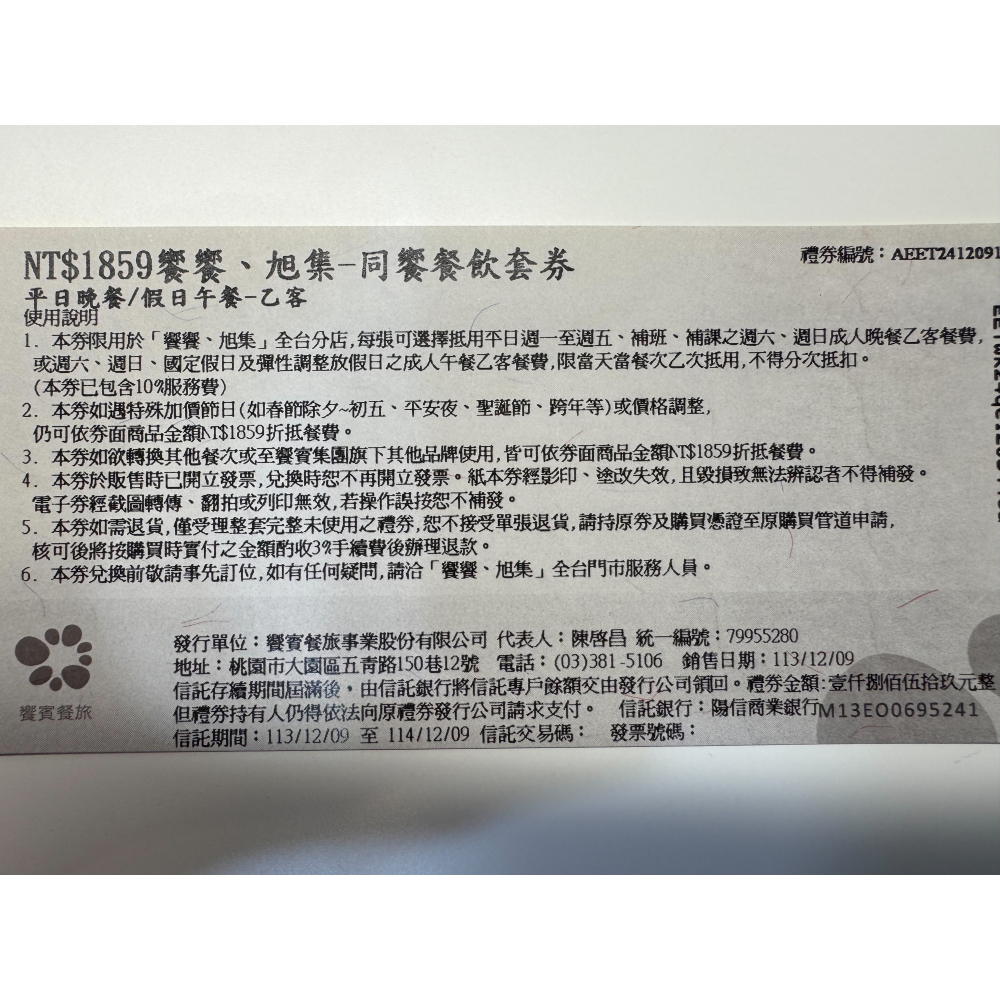 NT$1859饗饗、旭集-同饗餐飲套券
禮券編號：AEET2412091
平日晚餐/假日午餐-乙客
使用說明
1. 本券限用於「饗饗、旭集」全台分店,每張可選擇抵用平日週一至週五、補班、補課之週六、週日成人晚餐乙客餐費,
或週六、週日、國定假日及彈性調整放假日之成人午餐乙客餐費,限當天當餐次乙次抵用,不得分次抵扣。
(本券已包含10%服務費)
2. 本券如遇特殊加價節日(如春節除夕~初五、平安夜、聖誕節、跨年等)或價格調整,
仍可依券面商品金額NT$1859折抵餐費。
3. 本券如欲轉換其他餐次或至饗賓集團旗下其他品牌使用,皆可依券面商品金額NT$1859折抵餐費。
4. 本券於販售時已開立發票,兌換時恕不再開立發票。紙本券經影印、塗改失效,且毀損致無法辨認者不得補發。
電子券經截圖轉傳、翻拍或列印無效,若操作誤按恕不補發。
5. 本券如需退貨,僅受理整套完整未使用之禮券,恕不接受單張退貨,請持原券及購買憑證至原購買管道申請,
核可後將按購買時實付之金額酌收3%手續費後辦理退款。
6. 本券兌換前敬請事先訂位,如有任何疑問,請洽「饗饗、旭集」全台門市服務人員。
發行單位：饗賓餐旅事業股份有限公司 代表人：陳啓昌 統一編號：79955280
地址：桃園市大園區五青路150巷12號 電話：(03)381-5106 銷售日期：113/12/09
信託存續期間屆滿後，由信託銀行將信託專戶餘額交由發行公司領回。禮券金額:壹仟捌佰伍拾玖元整
但禮券持有人仍得依法向原禮券發行公司請求支付。 信託銀行：陽信商業銀行M13EO0695241
信託期間：113/12/09 至 114/12/09 信託交易碼： 發票號碼：
饗賓餐旅